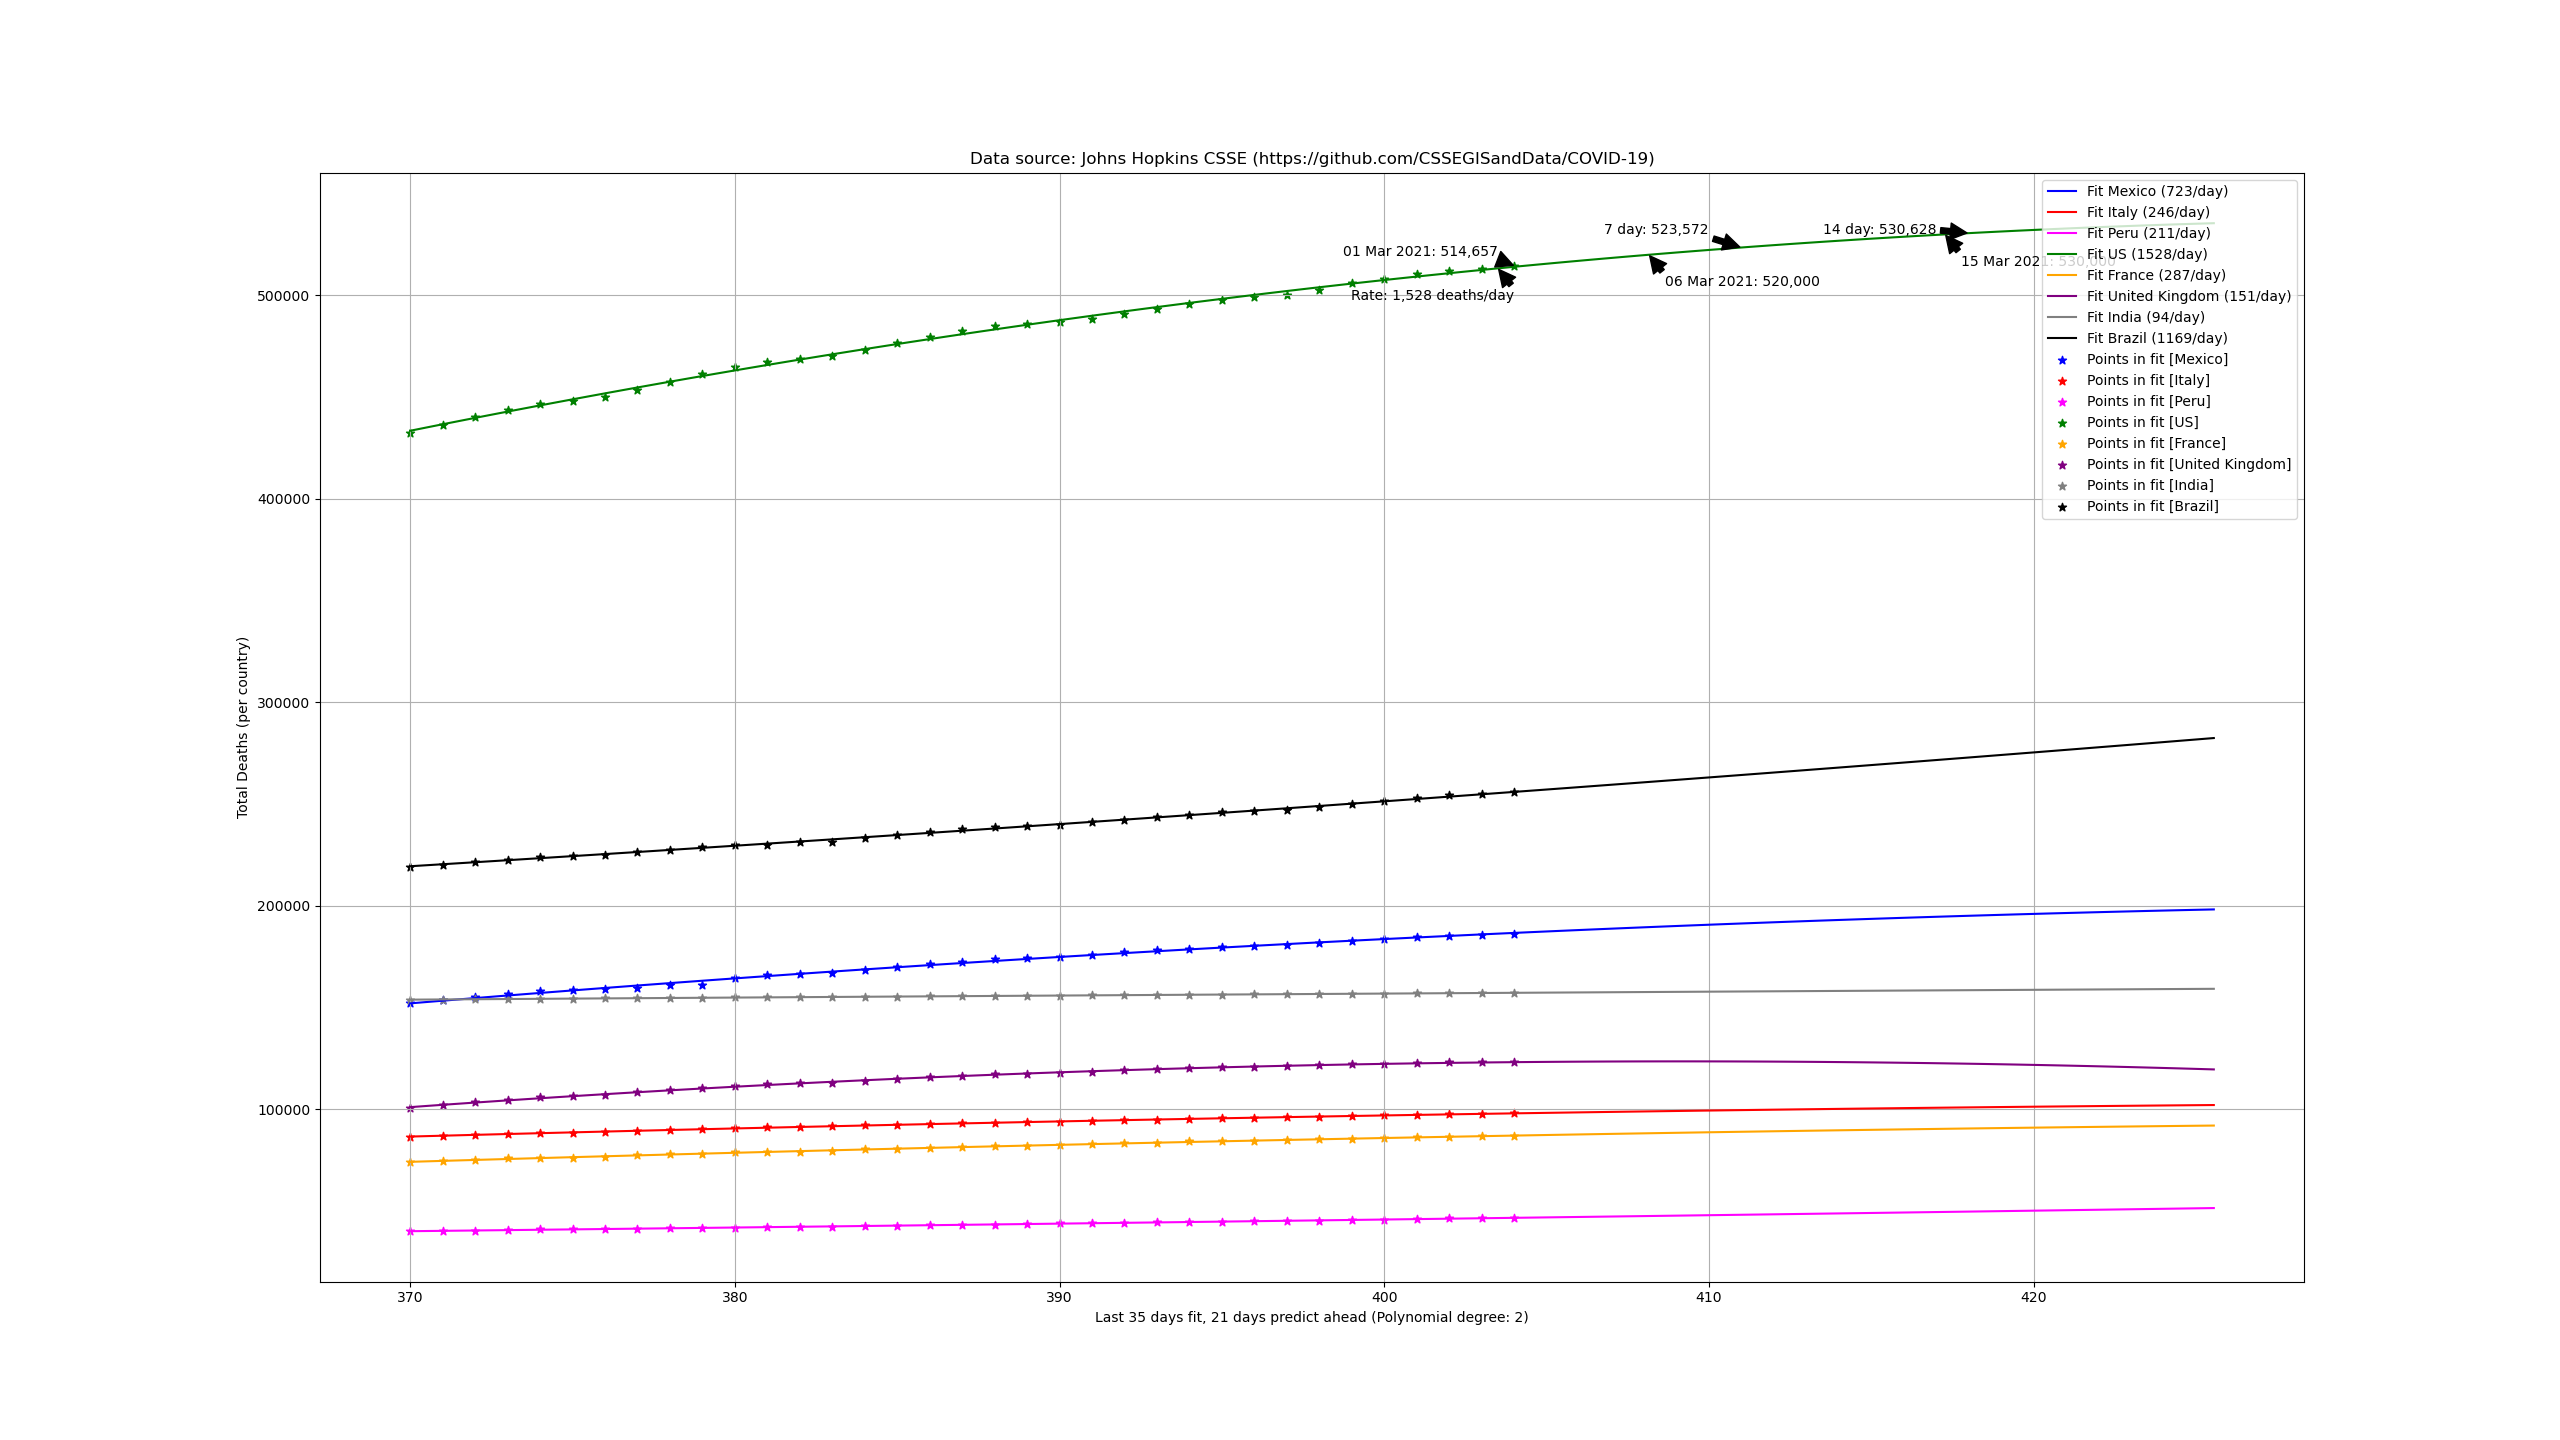 Data source: Johns Hopkins CSSE (https://github.com/CSSEGISandData/COVID-19)
Fit Mexico (723/day)
Fit Italy (246/day)
Fit Peru (211/day)
Fit US (1528/day)
Fit France (287/day)
Fit United Kingdom (151/day)
Fit India (94/day)
Fit Brazil (1169/day)
Points in fit [Mexico]
Points in fit [Italy]
Points in fit [Peru]
Points in fit [US]
Points in fit [France]
Points in fit [United Kingdom]
Points in fit [India]
Points in fit [Brazil]
01 Mar 2021: 514,657
Rate: 1,528 deaths/day
7 day: 523,572
06 Mar 2021: 520,000
14 day: 530,628
15 Mar 2021: 530,000
Total Deaths (per country)
500000
400000
300000
200000
100000
370 380 390 400 410 420
Last 35 days fit, 21 days predict ahead (Polynomial degree: 2)